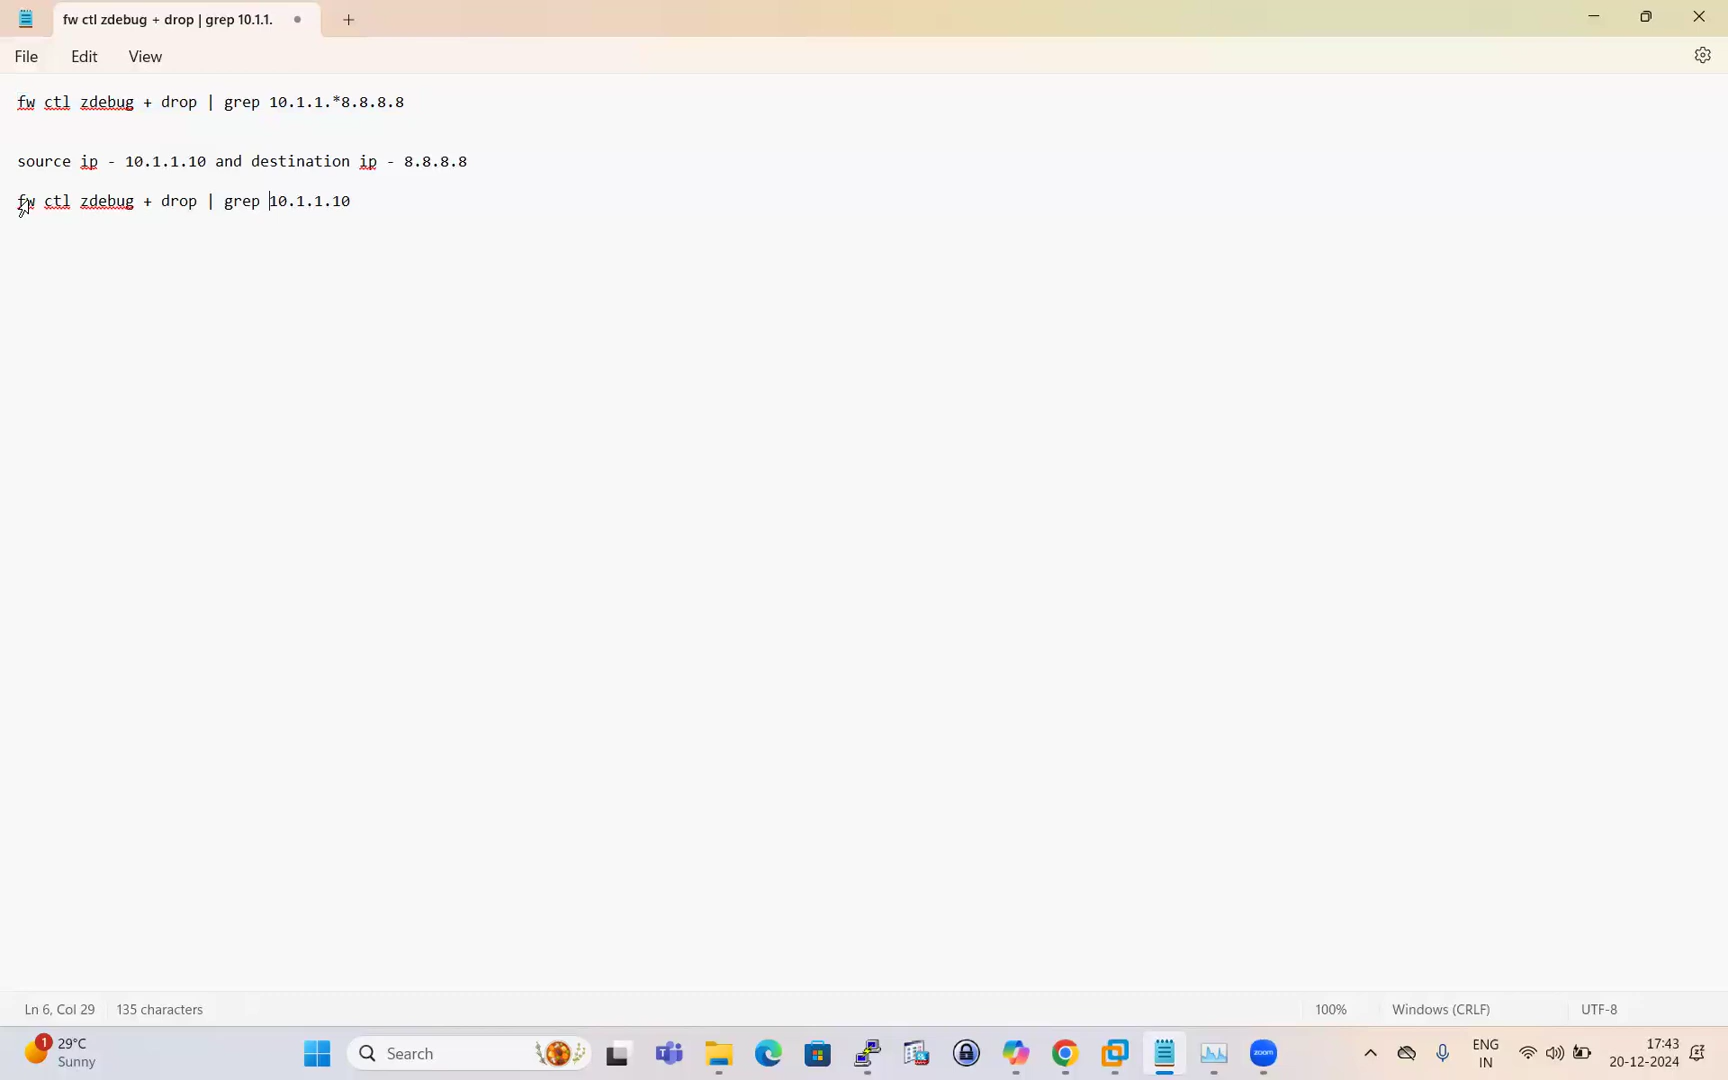 fw ctl zdebug + drop | grep 10.1.1.
File Edit View
fw ctl zdebug + drop | grep 10.1.1.*8.8.8.8
source ip - 10.1.1.10 and destination ip - 8.8.8.8
fw ctl zdebug + drop | grep 10.1.1.10
Ln 6, Col 29 135 characters 100% Windows (CRLF) UTF-8
1 29°C
Sunny
Search
zoom
ENG
IN
17:43
20-12-2024